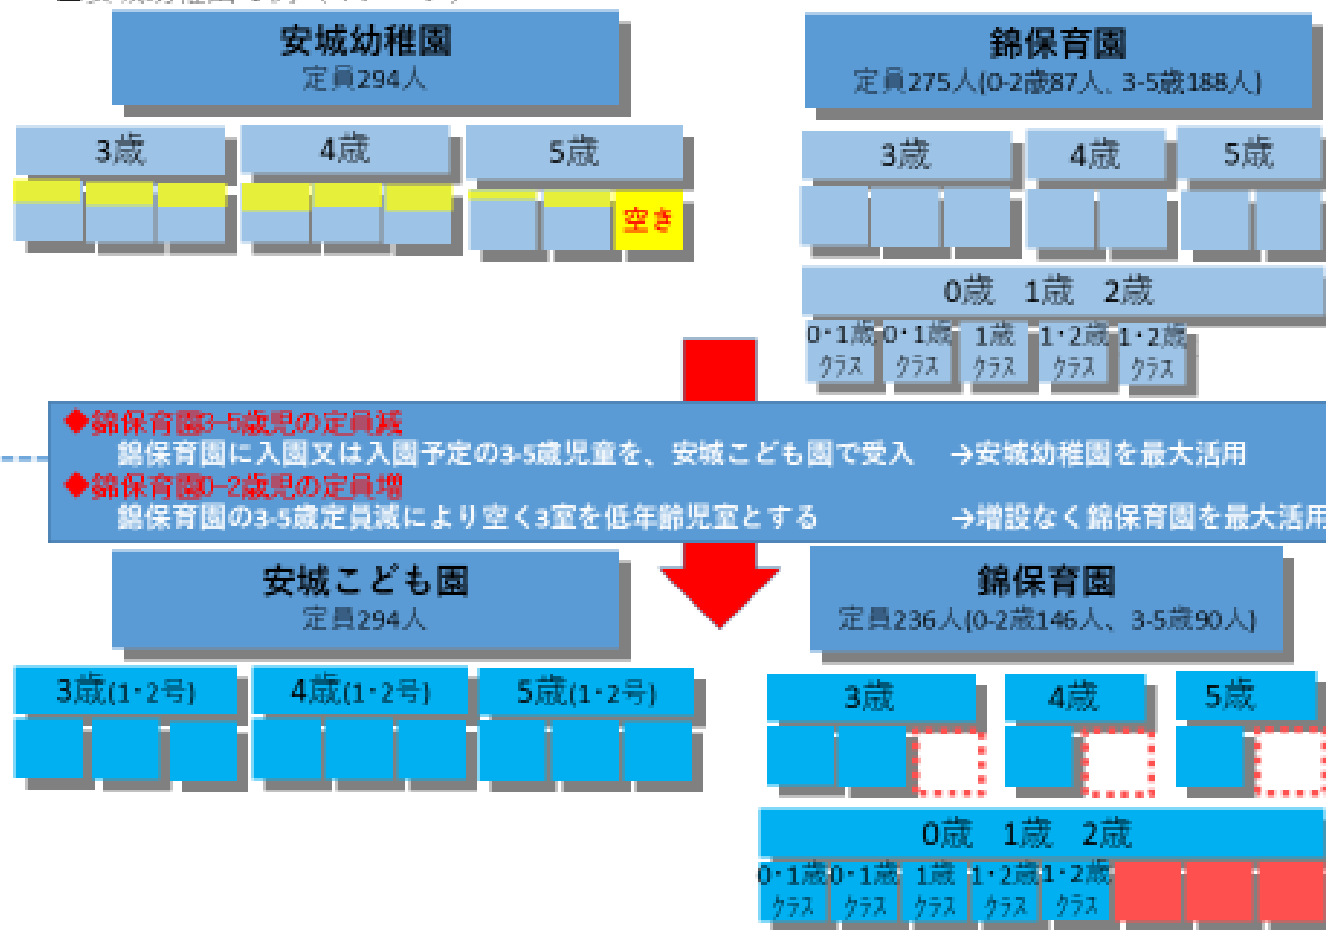 安城幼稚園
定員294人
錦保育園
定員275人(0-2歳87人、3-5歳188人)
3歳
4歳
5歳
空き
3歳
4歳
5歳
0歳 1歳 2歳
0・1歳クラス
0・1歳クラス
1歳クラス
1・2歳クラス
1・2歳クラス
◆錦保育園3-5歳児の定員減
錦保育園に入園又は入園予定の3-5歳児童を、安城こども園で受入 →安城幼稚園を最大活用
◆錦保育園0-2歳児の定員増
錦保育園の3-5歳定員減により空く3室を低年齢児室とする →増設なく錦保育園を最大活用
安城こども園
定員294人
錦保育園
定員236人(0-2歳146人、3-5歳90人)
3歳(1・2号)
4歳(1・2号)
5歳(1・2号)
3歳
4歳
5歳
0歳 1歳 2歳
0・1歳クラス
0・1歳クラス
1歳クラス
1・2歳クラス
1・2歳クラス